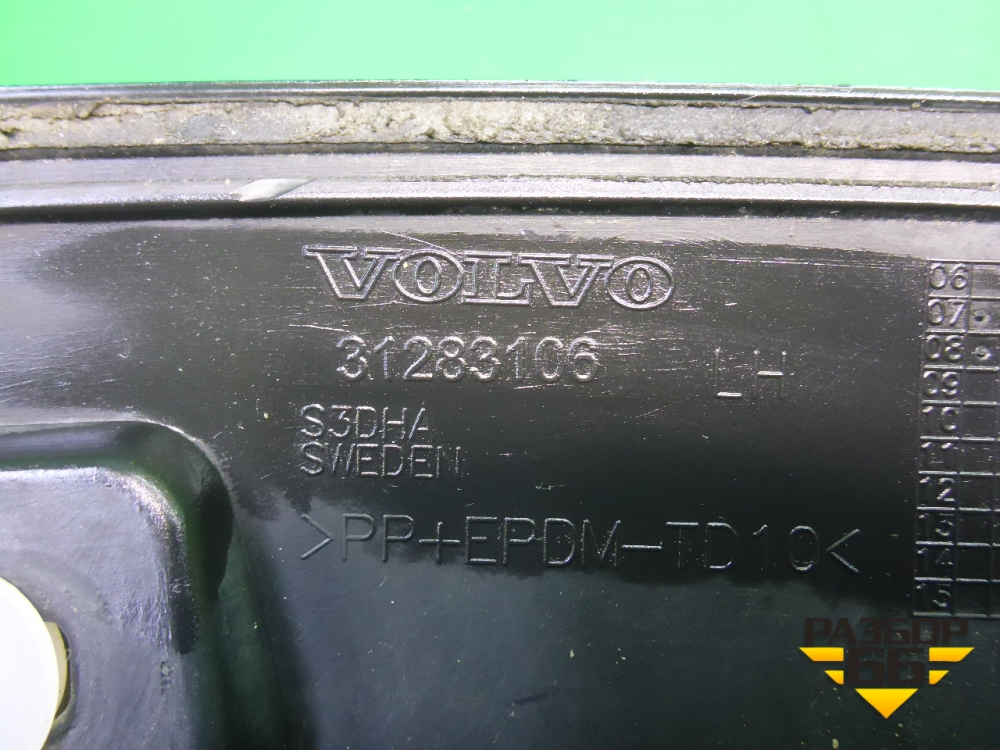 VOLVO
31283106 LH
S3DHA
SWEDEN
>PP+EPDM-TD10<
06
07
08
09
10
11
12
13
14
15
РАЗБОР
66